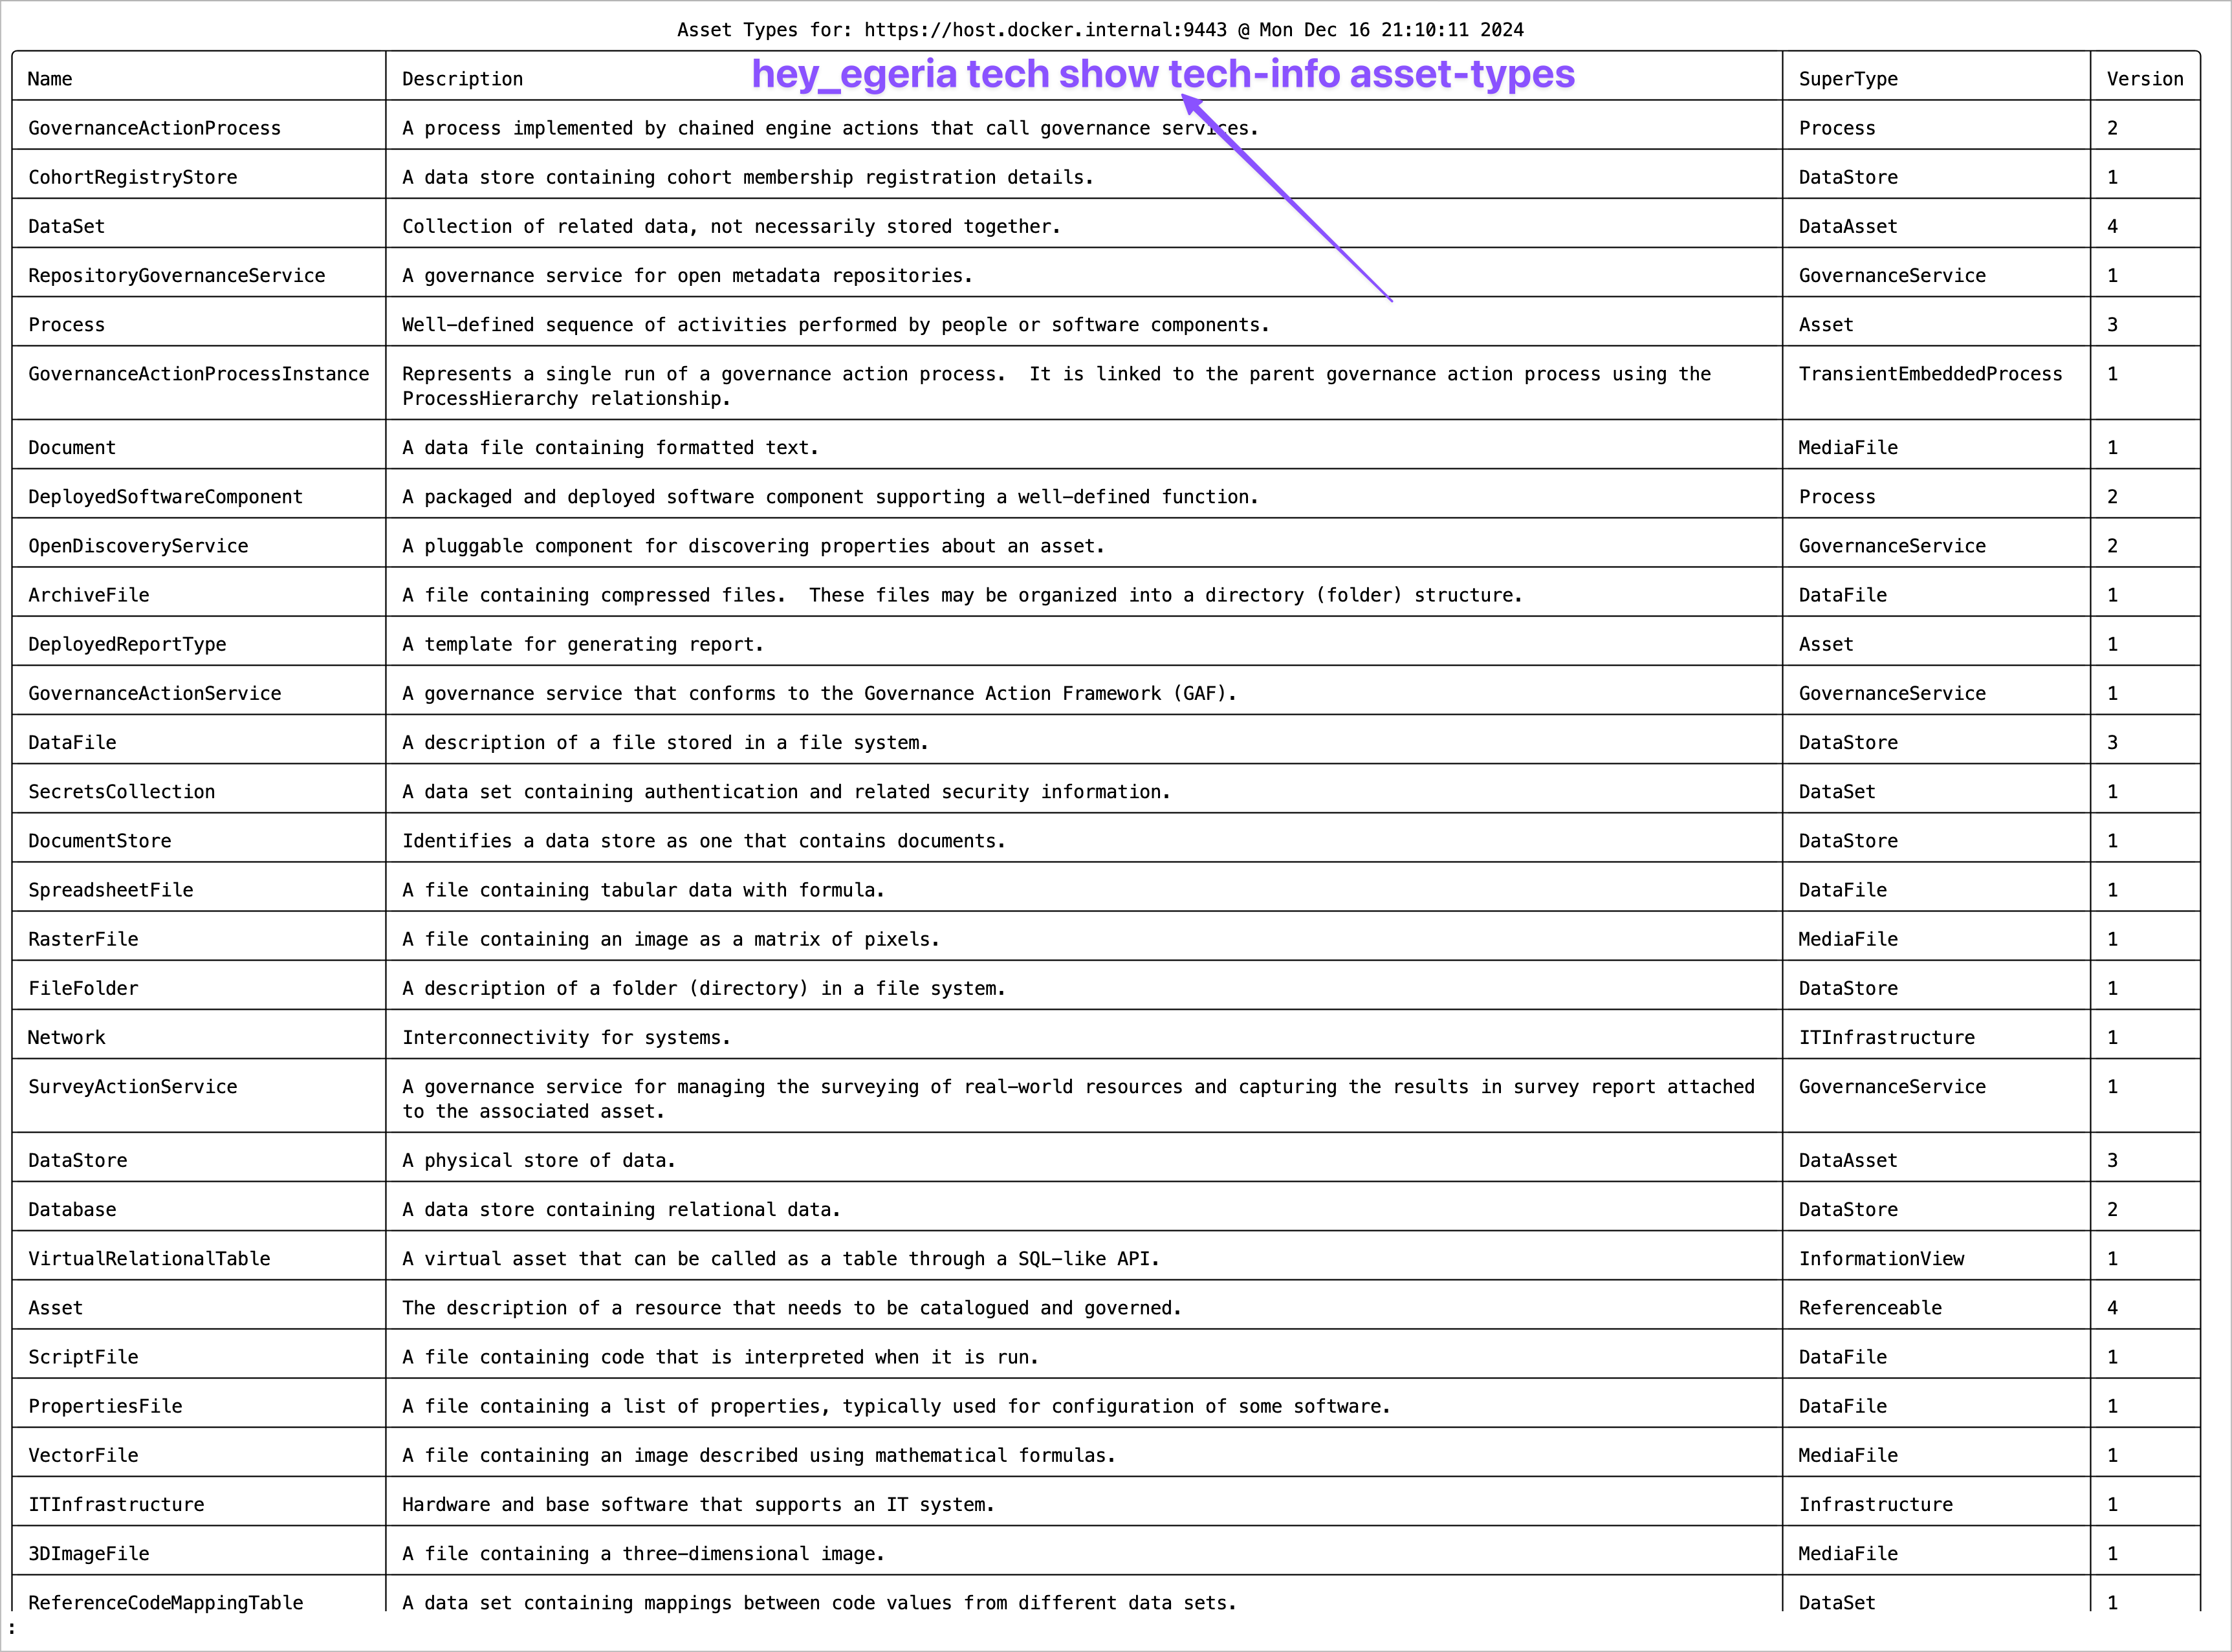 Asset Types for: https://host.docker.internal:9443 @ Mon Dec 16 21:10:11 2024
Name Description hey_egeria tech show tech-info asset-types SuperType Version
GovernanceActionProcess A process implemented by chained engine actions that call governance services. Process 2
CohortRegistryStore A data store containing cohort membership registration details. DataStore 1
DataSet Collection of related data, not necessarily stored together. DataAsset 4
RepositoryGovernanceService A governance service for open metadata repositories. GovernanceService 1
Process Well-defined sequence of activities performed by people or software components. Asset 3
GovernanceActionProcessInstance Represents a single run of a governance action process.  It is linked to the parent governance action process using the TransientEmbeddedProcess 1
ProcessHierarchy relationship.
Document A data file containing formatted text. MediaFile 1
DeployedSoftwareComponent A packaged and deployed software component supporting a well-defined function. Process 2
OpenDiscoveryService A pluggable component for discovering properties about an asset. GovernanceService 2
ArchiveFile A file containing compressed files.  These files may be organized into a directory (folder) structure. DataFile 1
DeployedReportType A template for generating report. Asset 1
GovernanceActionService A governance service that conforms to the Governance Action Framework (GAF). GovernanceService 1
DataFile A description of a file stored in a file system. DataStore 3
SecretsCollection A data set containing authentication and related security information. DataSet 1
DocumentStore Identifies a data store as one that contains documents. DataStore 1
SpreadsheetFile A file containing tabular data with formula. DataFile 1
RasterFile A file containing an image as a matrix of pixels. MediaFile 1
FileFolder A description of a folder (directory) in a file system. DataStore 1
Network Interconnectivity for systems. ITInfrastructure 1
SurveyActionService A governance service for managing the surveying of real-world resources and capturing the results in survey report attached GovernanceService 1
to the associated asset.
DataStore A physical store of data. DataAsset 3
Database A data store containing relational data. DataStore 2
VirtualRelationalTable A virtual asset that can be called as a table through a SQL-like API. InformationView 1
Asset The description of a resource that needs to be catalogued and governed. Referenceable 4
ScriptFile A file containing code that is interpreted when it is run. DataFile 1
PropertiesFile A file containing a list of properties, typically used for configuration of some software. DataFile 1
VectorFile A file containing an image described using mathematical formulas. MediaFile 1
ITInfrastructure Hardware and base software that supports an IT system. Infrastructure 1
3DImageFile A file containing a three-dimensional image. MediaFile 1
ReferenceCodeMappingTable A data set containing mappings between code values from different data sets. DataSet 1
: